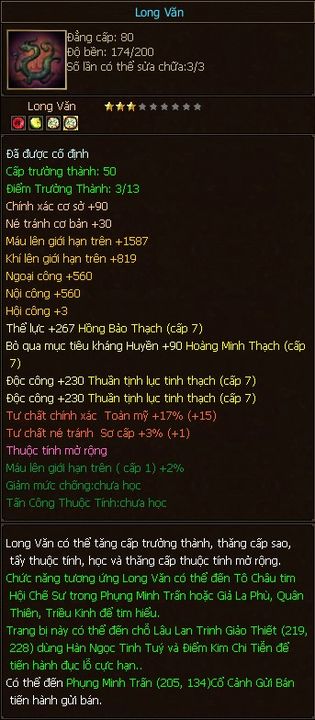 Long Văn
Đẳng cấp: 80
Độ bền: 174/200
Số lần có thể sửa chữa:3/3
Long Văn
Đã được cố định
Cấp trưởng thành: 50
Điểm Trưởng Thành: 3/13
Chính xác cơ sở +90
Né tránh cơ bản +30
Máu lên giới hạn trên +1587
Khí lên giới hạn trên +819
Ngoại công +560
Nội công +560
Hội công +3
Thể lực +267 Hồng Bảo Thạch (cấp 7)
Bỏ qua mục tiêu kháng Huyền +90 Hoàng Minh Thạch (cấp
7)
Độc công +230 Thuần tịnh lục tinh thạch (cấp 7)
Độc công +230 Thuần tịnh lục tinh thạch (cấp 7)
Tư chất chính xác  Toàn mỹ +17% (+15)
Tư chất né tránh  Sơ cấp +3% (+1)
Thuộc tính mở rộng
Máu lên giới hạn trên ( cấp 1) +2%
Giảm mức chống:chưa học
Tấn Công Thuộc Tính:chưa học
Long Văn có thể tăng cấp trưởng thành, thăng cấp sao,
tẩy thuộc tính, học và thăng cấp thuộc tính mở rộng.
Chức năng tương ứng Long Văn có thể đến Tô Châu tìm
Hội Chế Sư trong Phụng Minh Trấn hoặc Giả La Phù, Quân
Thiên, Triều Kinh để tìm hiểu.
Trang bị này có thể đến chỗ Lâu Lan Trinh Giảo Thiết (219,
228) dùng Hàn Ngọc Tinh Tuý và Điểm Kim Chi Tiễn để
tiến hành đục lỗ cực hạn..
Có thể đến Phụng Minh Trấn (205, 134)Cổ Cảnh Gửi Bán
tiến hành gửi bán.